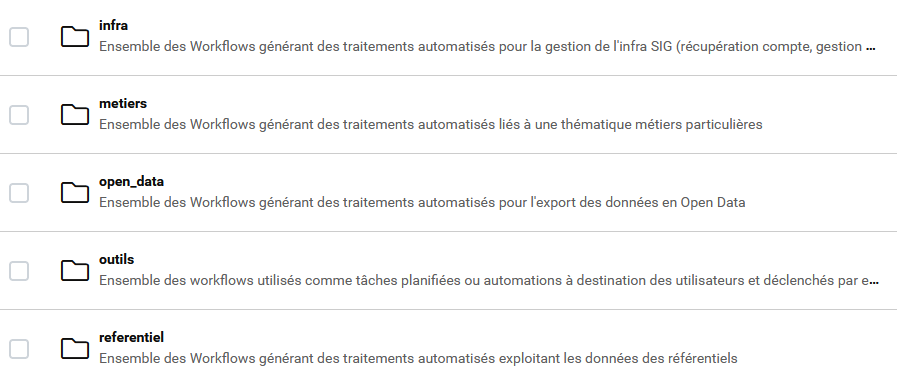 infra
Ensemble des Workflows générant des traitements automatisés pour la gestion de l'infra SIG (récupération compte, gestion ...
metiers
Ensemble des Workflows générant des traitements automatisés liés à une thématique métiers particulières
open_data
Ensemble des Workflows générant des traitements automatisés pour l'export des données en Open Data
outils
Ensemble des workflows utilisés comme tâches planifiées ou automations à destination des utilisateurs et déclenchés par e...
referentiel
Ensemble des Workflows générant des traitements automatisés exploitant les données des référentiels